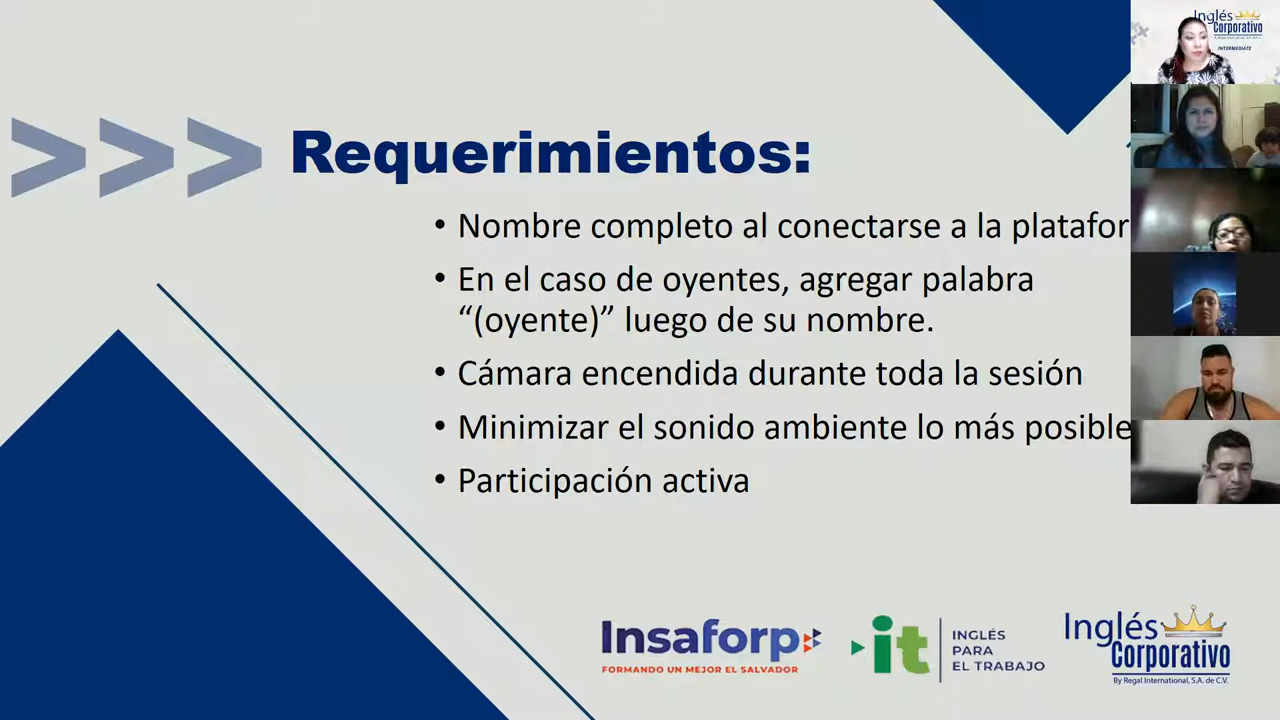 Requerimientos:
• Nombre completo al conectarse a la platafor
• En el caso de oyentes, agregar palabra
“(oyente)” luego de su nombre.
• Cámara encendida durante toda la sesión
• Minimizar el sonido ambiente lo más posible
• Participación activa
Inglés
Corporativo
INTERMEDIATE
Insaforp
FORMANDO UN MEJOR EL SALVADOR
it
INGLÉS
PARA
EL TRABAJO
Inglés
Corporativo
By Regal International, S.A. de C.V.